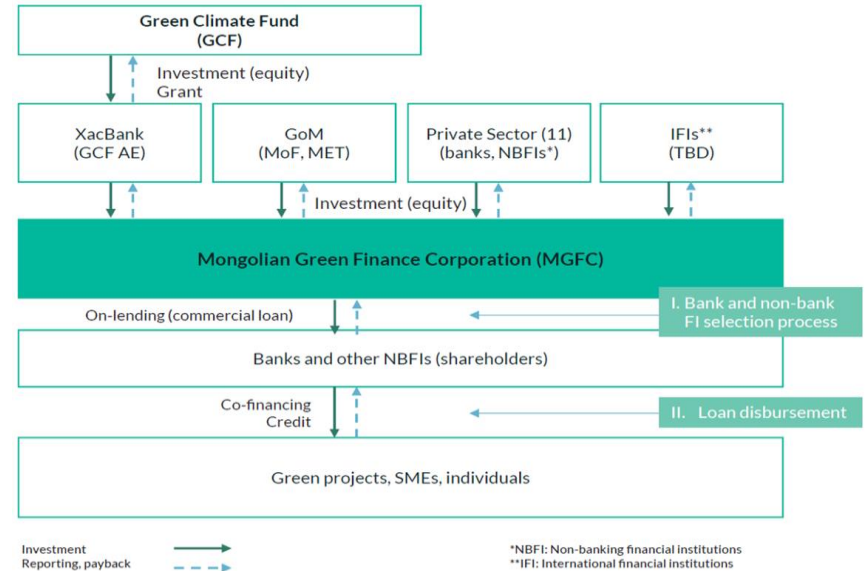 Green Climate Fund
(GCF)
Investment (equity)
Grant
XacBank
(GCF AE)
GoM
(MoF, MET)
Private Sector (11)
(banks, NBFIs*)
IFIs**
(TBD)
Investment (equity)
Mongolian Green Finance Corporation (MGFC)
On-lending (commercial loan)
I. Bank and non-bank
FI selection process
Banks and other NBFIs (shareholders)
Co-financing
Credit
II. Loan disbursement
Green projects, SMEs, individuals
Investment
Reporting, payback
*NBFI: Non-banking financial institutions
**IFI: International financial institutions